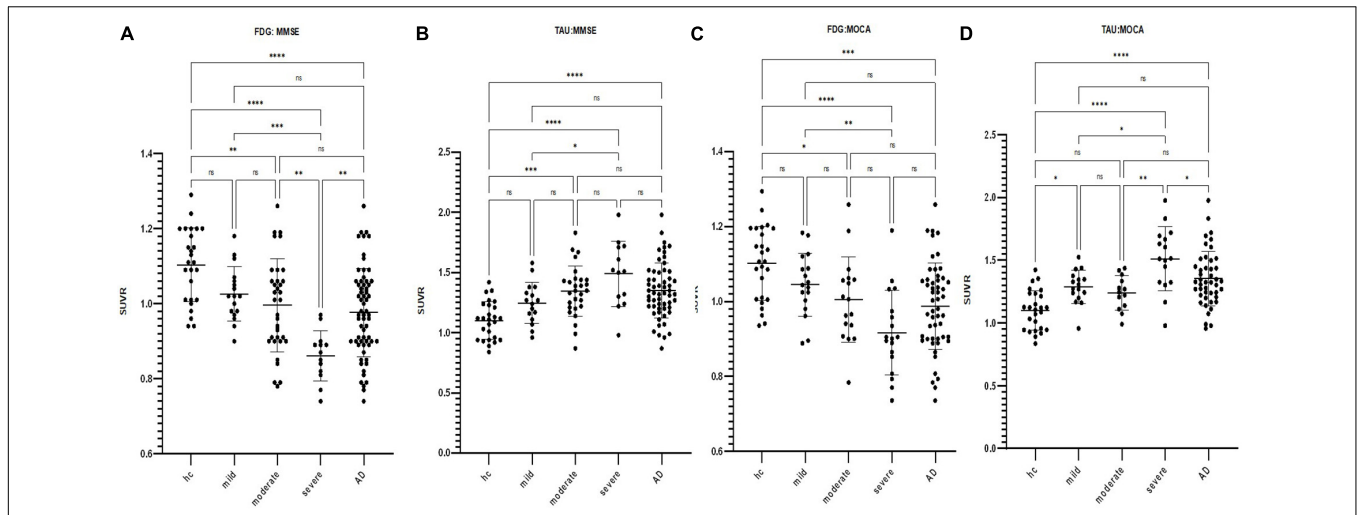 A
FDG: MMSE
****
ns
****
***
**
ns
ns
ns
**
**
1.4
1.2
1.0
0.8
0.6
SUVR
hc
mild
moderate
severe
AD
B
TAU:MMSE
****
ns
****
*
***
ns
ns
ns
ns
ns
2.5
2.0
1.5
1.0
0.5
0.0
SUVR
hc
mild
moderate
severe
AD
C
FDG:MOCA
***
ns
****
**
*
ns
ns
ns
ns
ns
1.4
1.2
1.0
0.8
0.6
SUVR
hc
mild
moderate
severe
AD
D
TAU:MOCA
****
ns
****
*
ns
ns
*
ns
**
*
2.5
2.0
1.5
1.0
0.5
0.0
SUVR
hc
mild
moderate
severe
AD